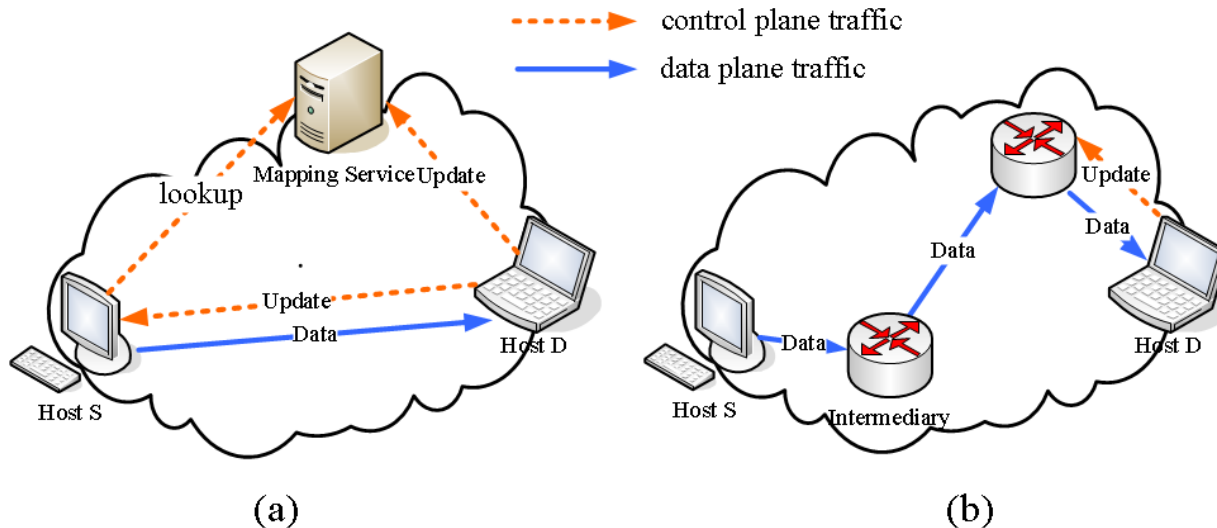 control plane traffic
data plane traffic
Mapping Service
Update
lookup
Update
Data
Host D
Host S
(a)
Update
Data
Data
Data
Host D
Host S
Intermediary
(b)